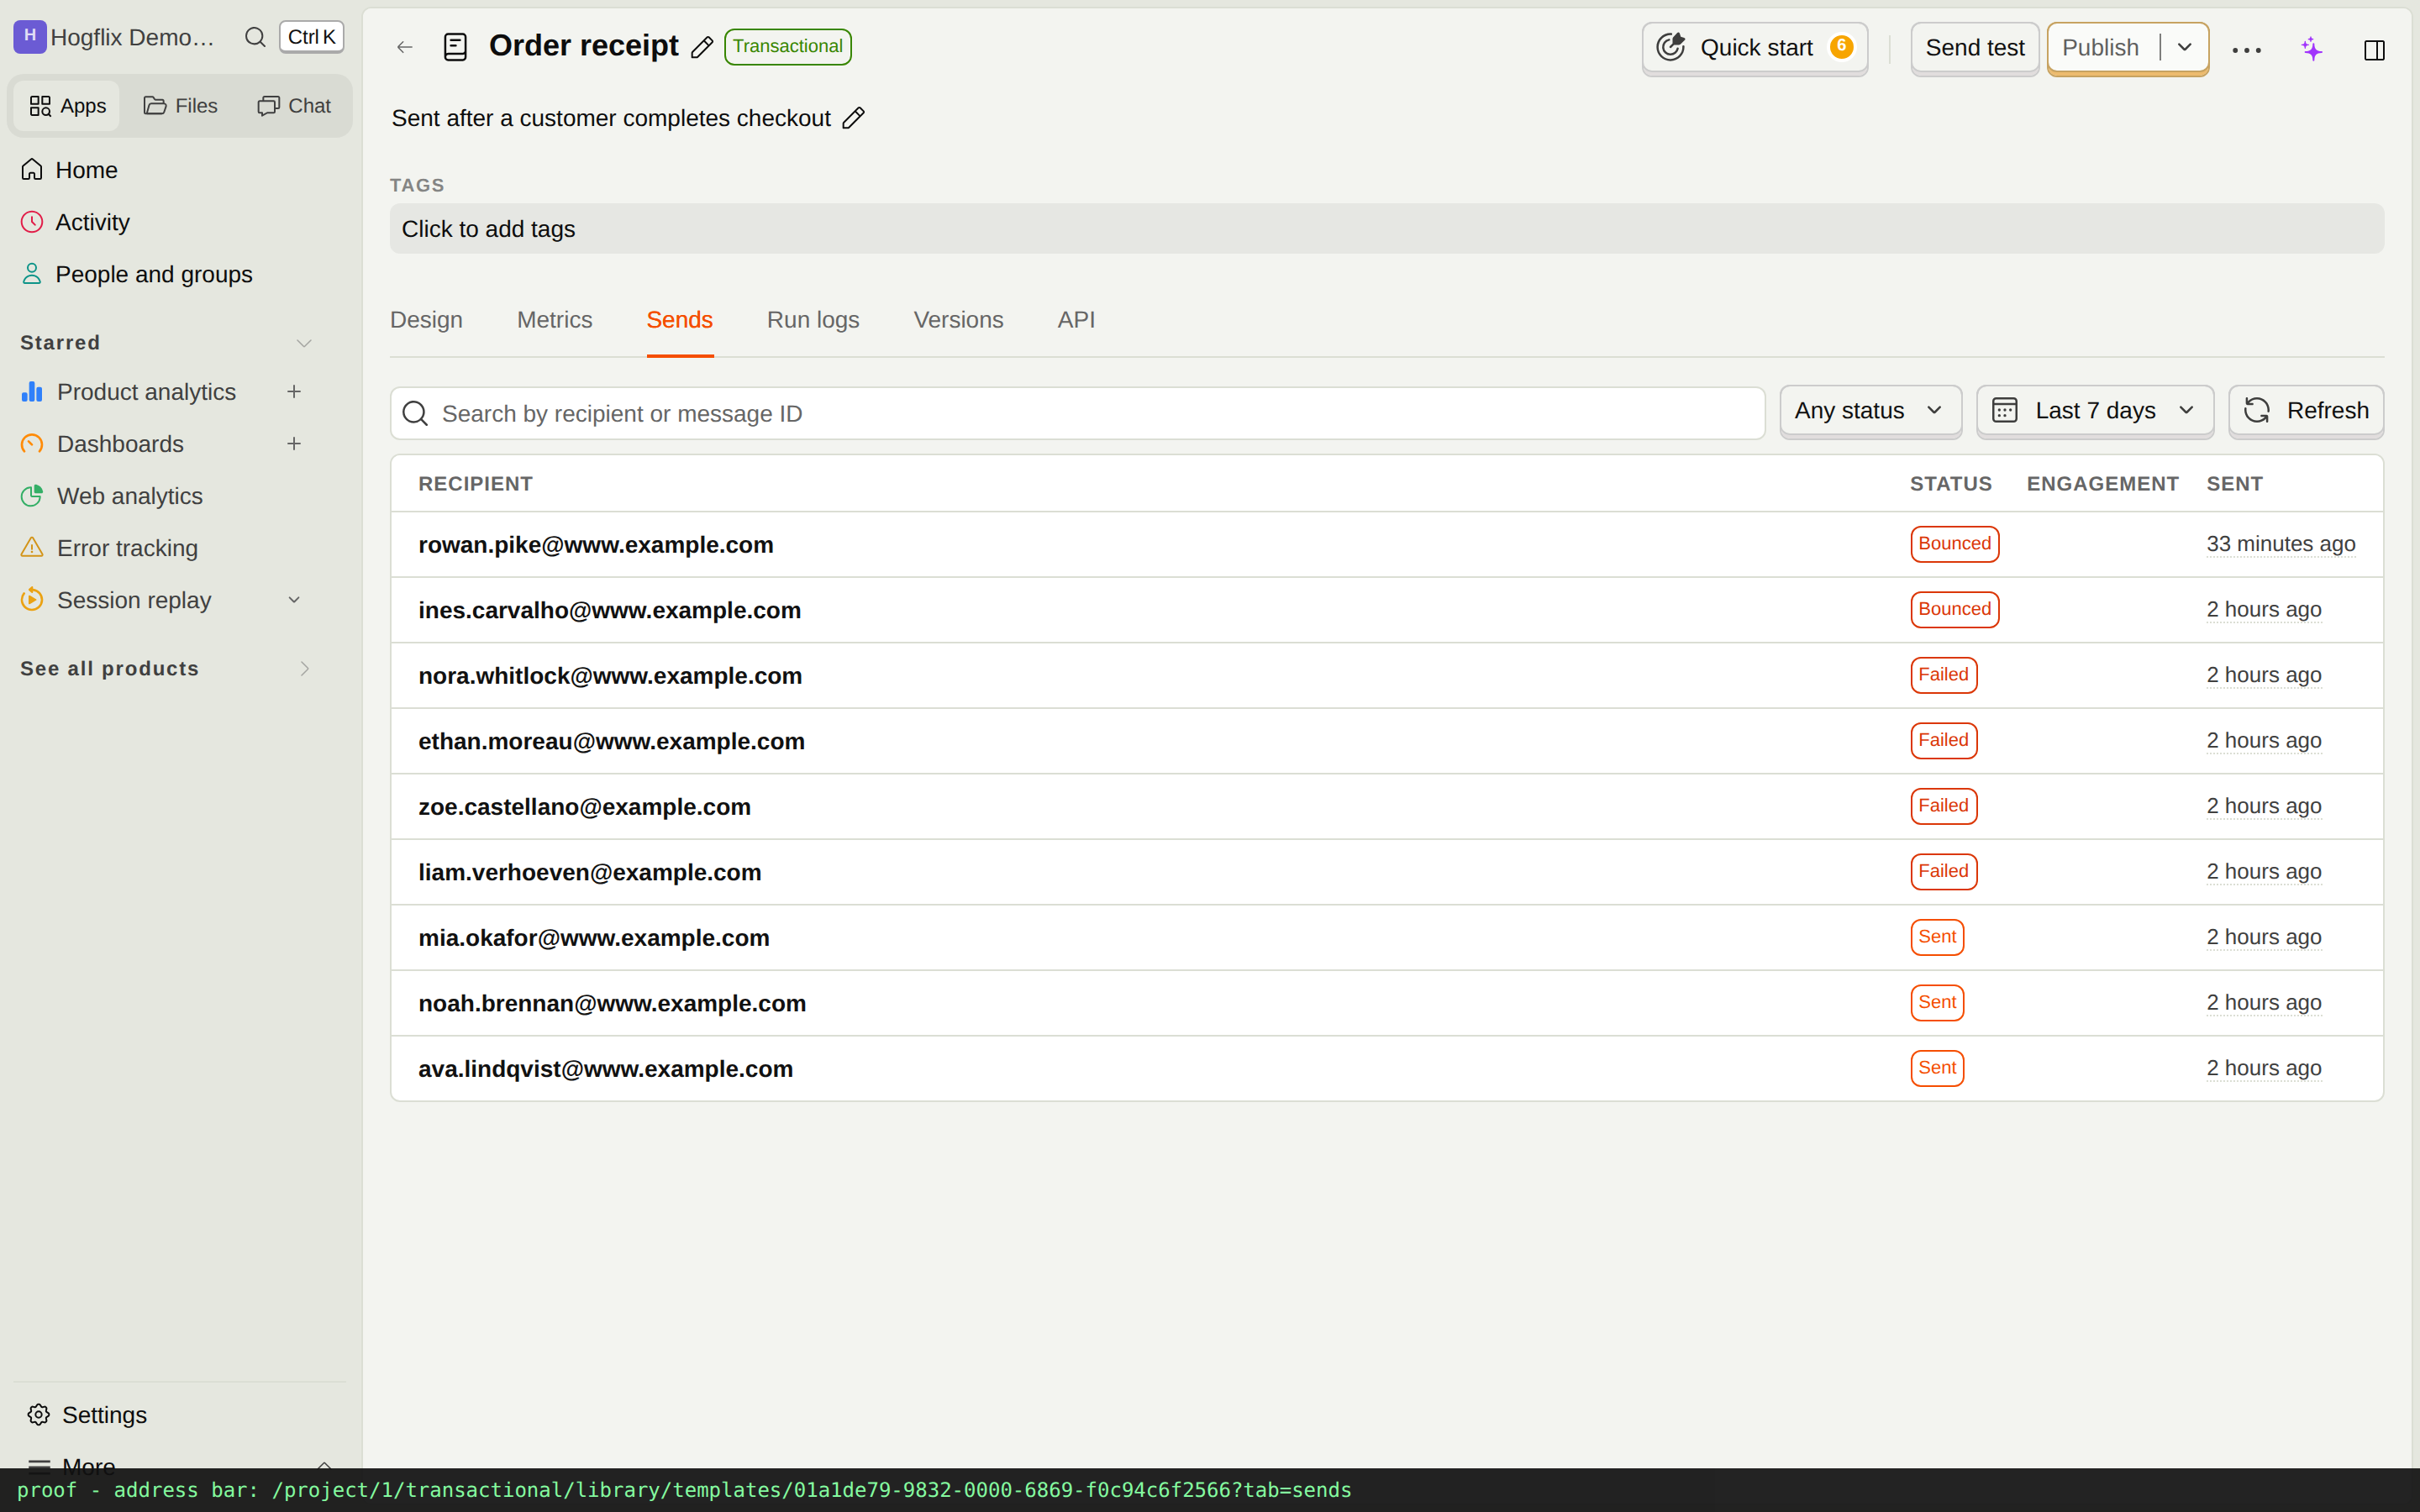 H Hogflix Demo… Ctrl K
Apps Files Chat
Home
Activity
People and groups
Starred
Product analytics
Dashboards
Web analytics
Error tracking
Session replay
See all products
Settings
More
Order receipt Transactional
Quick start 6 Send test Publish
Sent after a customer completes checkout
TAGS
Click to add tags
Design Metrics Sends Run logs Versions API
Search by recipient or message ID Any status Last 7 days Refresh
RECIPIENT STATUS ENGAGEMENT SENT
rowan.pike@www.example.com Bounced 33 minutes ago
ines.carvalho@www.example.com Bounced 2 hours ago
nora.whitlock@www.example.com Failed 2 hours ago
ethan.moreau@www.example.com Failed 2 hours ago
zoe.castellano@example.com Failed 2 hours ago
liam.verhoeven@example.com Failed 2 hours ago
mia.okafor@www.example.com Sent 2 hours ago
noah.brennan@www.example.com Sent 2 hours ago
ava.lindqvist@www.example.com Sent 2 hours ago
proof - address bar: /project/1/transactional/library/templates/01a1de79-9832-0000-6869-f0c94c6f2566?tab=sends